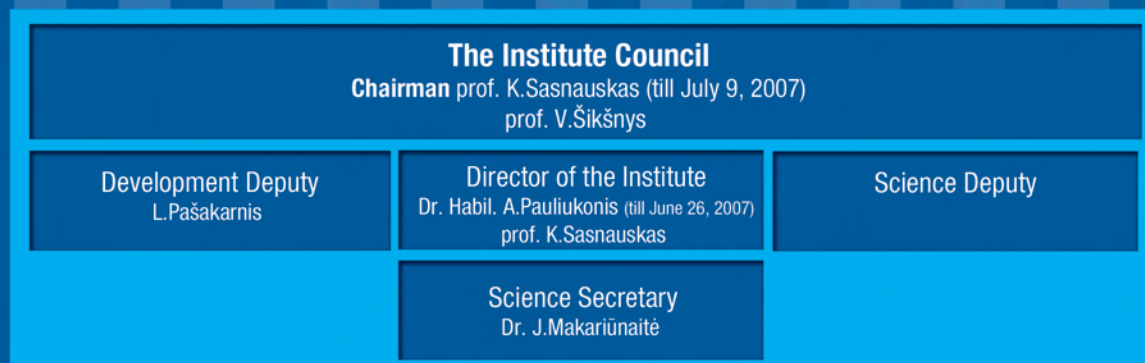 The Institute Council
Chairman prof. K.Sasnauskas (till July 9, 2007)
prof. V.Šikšnys
Development Deputy
L.Pašakarnis
Director of the Institute
Dr. Habil. A.Pauliukonis (till June 26, 2007)
prof. K.Sasnauskas
Science Deputy
Science Secretary
Dr. J.Makariūnaitė